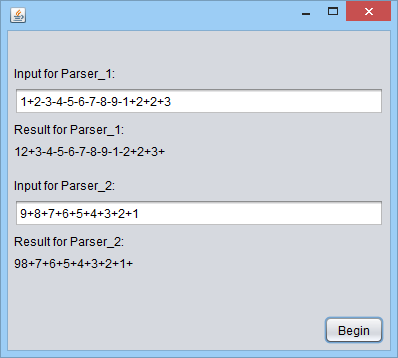 Input for Parser_1:
1+2-3-4-5-6-7-8-9-1+2+2+3
Result for Parser_1:
12+3-4-5-6-7-8-9-1-2+2+3+
Input for Parser_2:
9+8+7+6+5+4+3+2+1
Result for Parser_2:
98+7+6+5+4+3+2+1+
Begin